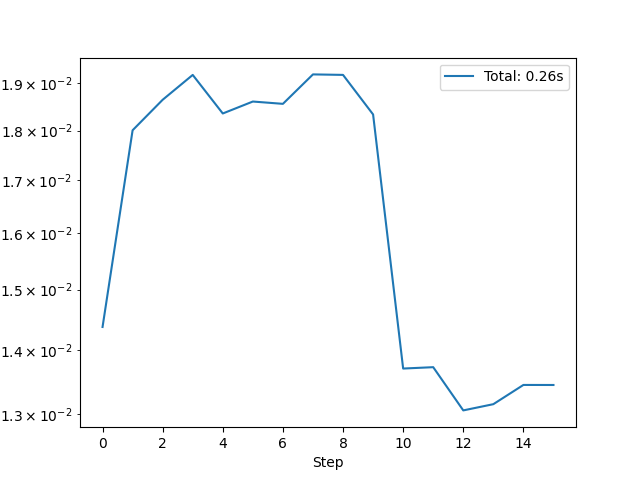 Total: 0.26s
1.9 × 10⁻²
1.8 × 10⁻²
1.7 × 10⁻²
1.6 × 10⁻²
1.5 × 10⁻²
1.4 × 10⁻²
1.3 × 10⁻²
0 2 4 6 8 10 12 14
Step